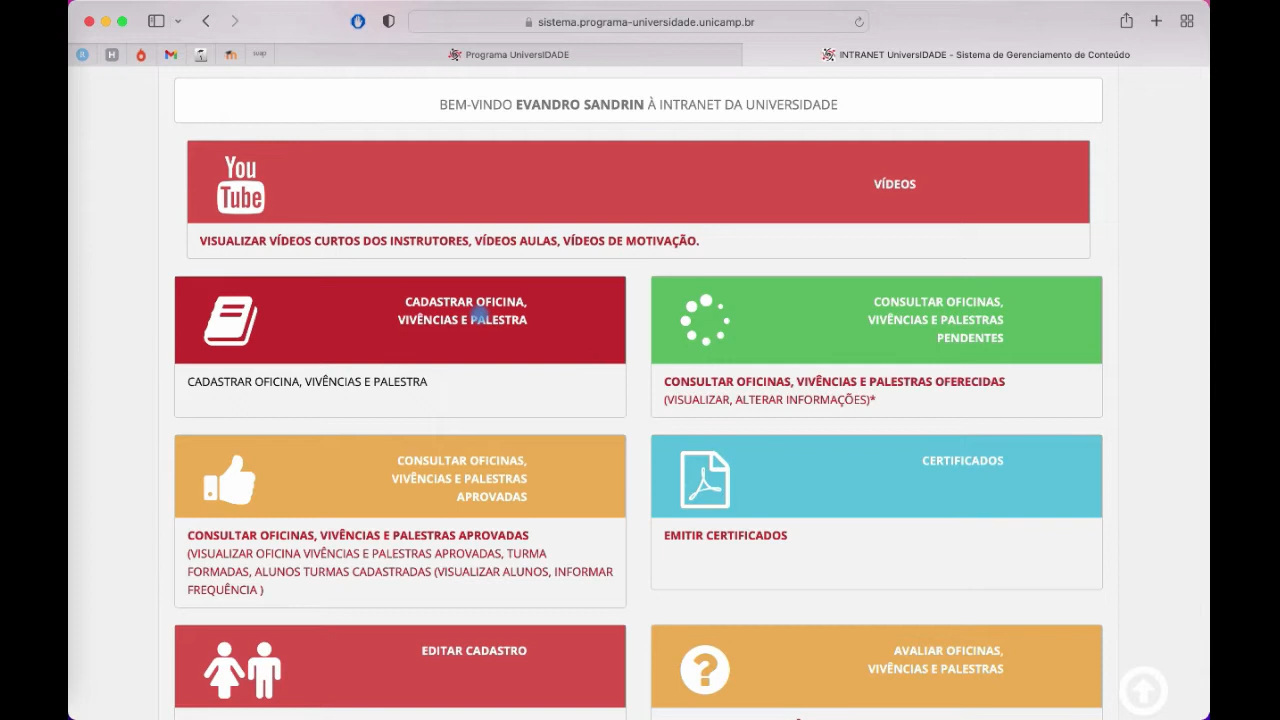 sistema.programa-universidade.unicamp.br
Programa UniversIDADE
INTRANET UniversIDADE - Sistema de Gerenciamento de Conteúdo
BEM-VINDO EVANDRO SANDRIN À INTRANET DA UNIVERSIDADE
You
Tube
VÍDEOS
VISUALIZAR VÍDEOS CURTOS DOS INSTRUTORES, VÍDEOS AULAS, VÍDEOS DE MOTIVAÇÃO.
CADASTRAR OFICINA,
VIVÊNCIAS E PALESTRA
CADASTRAR OFICINA, VIVÊNCIAS E PALESTRA
CONSULTAR OFICINAS,
VIVÊNCIAS E PALESTRAS
PENDENTES
CONSULTAR OFICINAS, VIVÊNCIAS E PALESTRAS OFERECIDAS
(VISUALIZAR, ALTERAR INFORMAÇÕES)*
CONSULTAR OFICINAS,
VIVÊNCIAS E PALESTRAS
APROVADAS
CONSULTAR OFICINAS, VIVÊNCIAS E PALESTRAS APROVADAS
(VISUALIZAR OFICINA VIVÊNCIAS E PALESTRAS APROVADAS, TURMA
FORMADAS, ALUNOS TURMAS CADASTRADAS (VISUALIZAR ALUNOS, INFORMAR
FREQUÊNCIA )
CERTIFICADOS
EMITIR CERTIFICADOS
EDITAR CADASTRO
AVALIAR OFICINAS,
VIVÊNCIAS E PALESTRAS